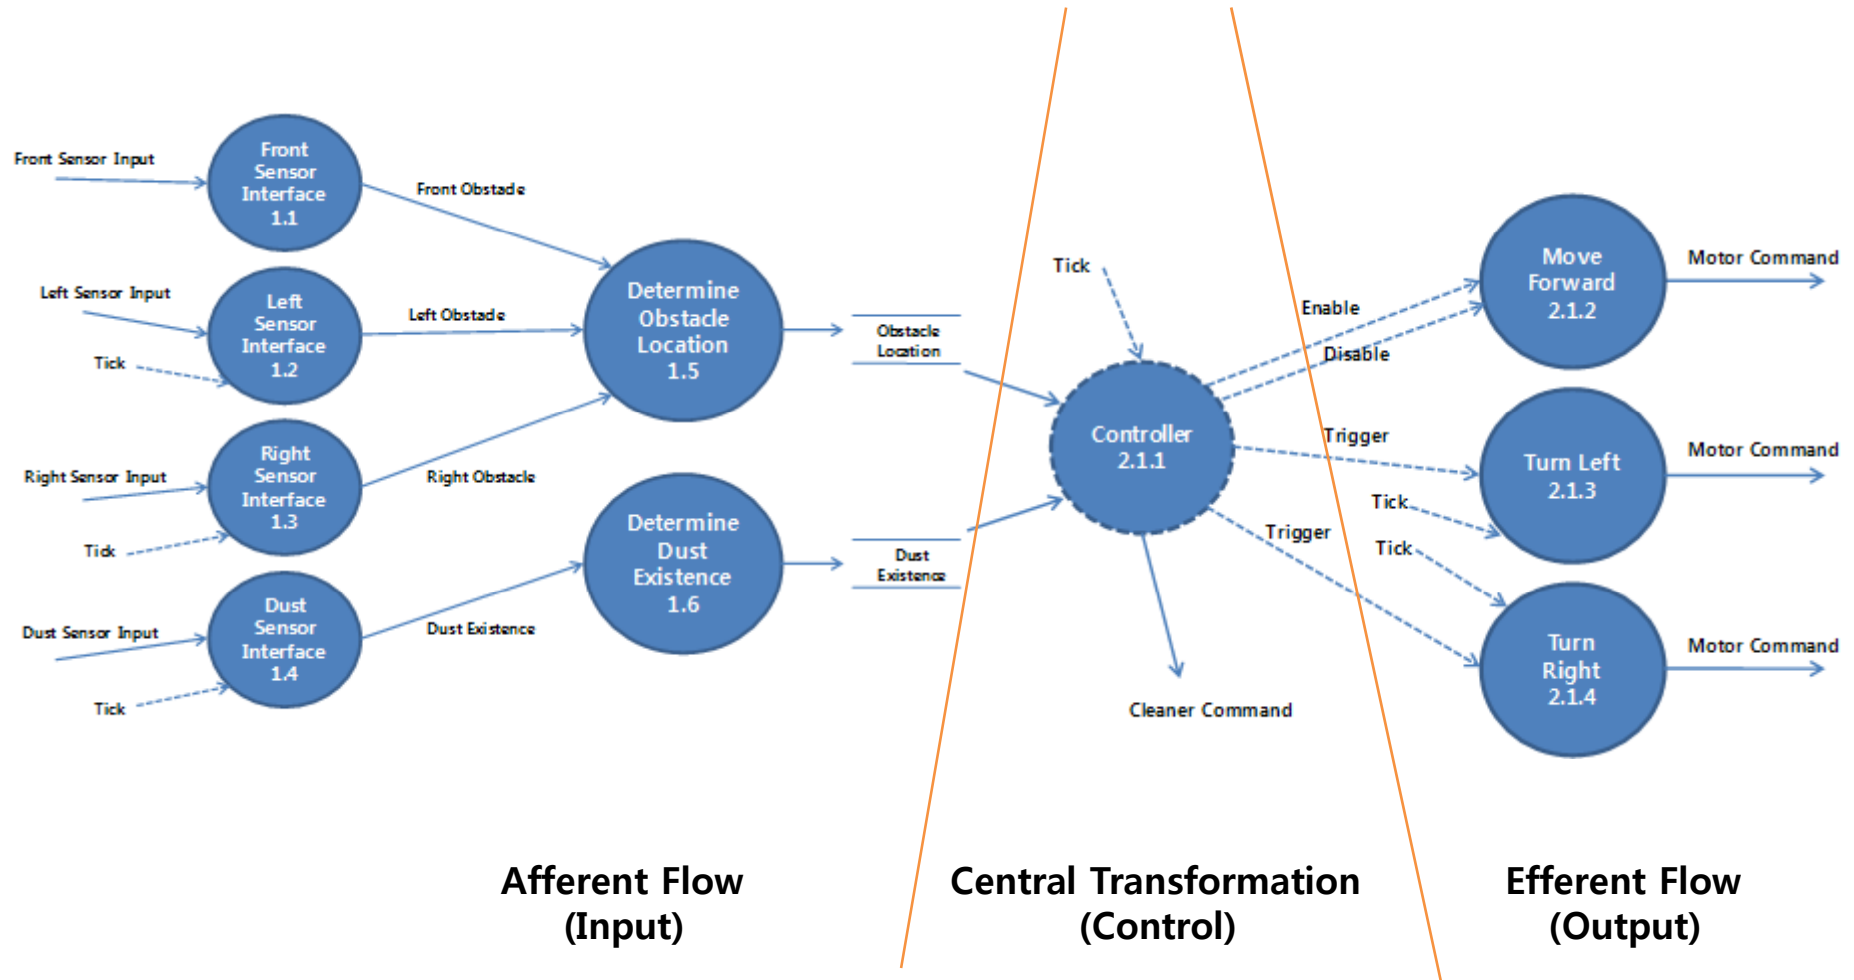 Front Sensor Input
Front
Sensor
Interface
1.1
Front Obstacle
Left Sensor Input
Tick
Left
Sensor
Interface
1.2
Left Obstacle
Right Sensor Input
Tick
Right
Sensor
Interface
1.3
Right Obstacle
Dust Sensor Input
Tick
Dust
Sensor
Interface
1.4
Dust Existence
Determine
Obstacle
Location
1.5
Determine
Dust
Existence
1.6
Obstacle
Location
Dust
Existence
Tick
Controller
2.1.1
Cleaner Command
Enable
Disable
Trigger
Trigger
Tick
Tick
Move
Forward
2.1.2
Motor Command
Turn Left
2.1.3
Motor Command
Turn
Right
2.1.4
Motor Command
Afferent Flow
(Input)
Central Transformation
(Control)
Efferent Flow
(Output)